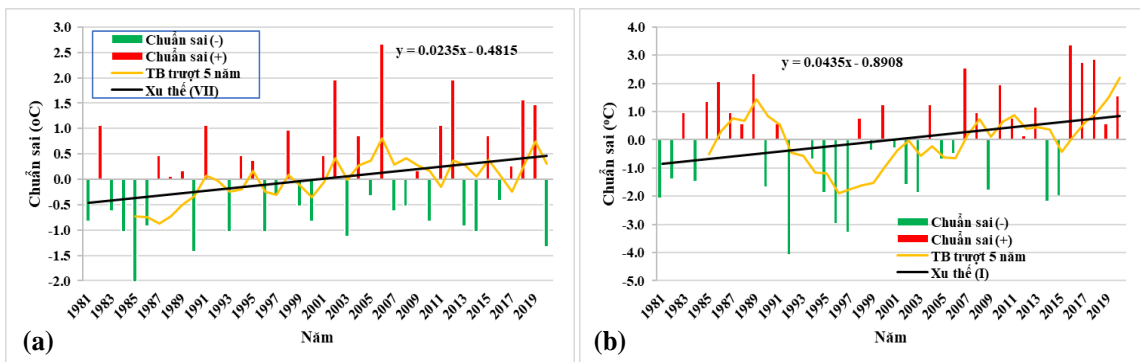 3.0
2.5
2.0
1.5
1.0
0.5
0.0
-0.5
-1.0
-1.5
-2.0
Chuẩn sai (oC)
Chuẩn sai (-)
Chuẩn sai (+)
TB trượt 5 năm
Xu thế (VII)
y = 0.0235x - 0.4815
1981 1983 1985 1987 1989 1991 1993 1995 1997 1999 2001 2003 2005 2007 2009 2011 2013 2015 2017 2019
Năm
(a)
4.0
3.0
2.0
1.0
0.0
-1.0
-2.0
-3.0
-4.0
-5.0
Chuẩn sai (°C)
y = 0.0435x - 0.8908
Chuẩn sai (-)
Chuẩn sai (+)
TB trượt 5 năm
Xu thế (I)
1981 1983 1985 1987 1989 1991 1993 1995 1997 1999 2001 2003 2005 2007 2009 2011 2013 2015 2017 2019
Năm
(b)